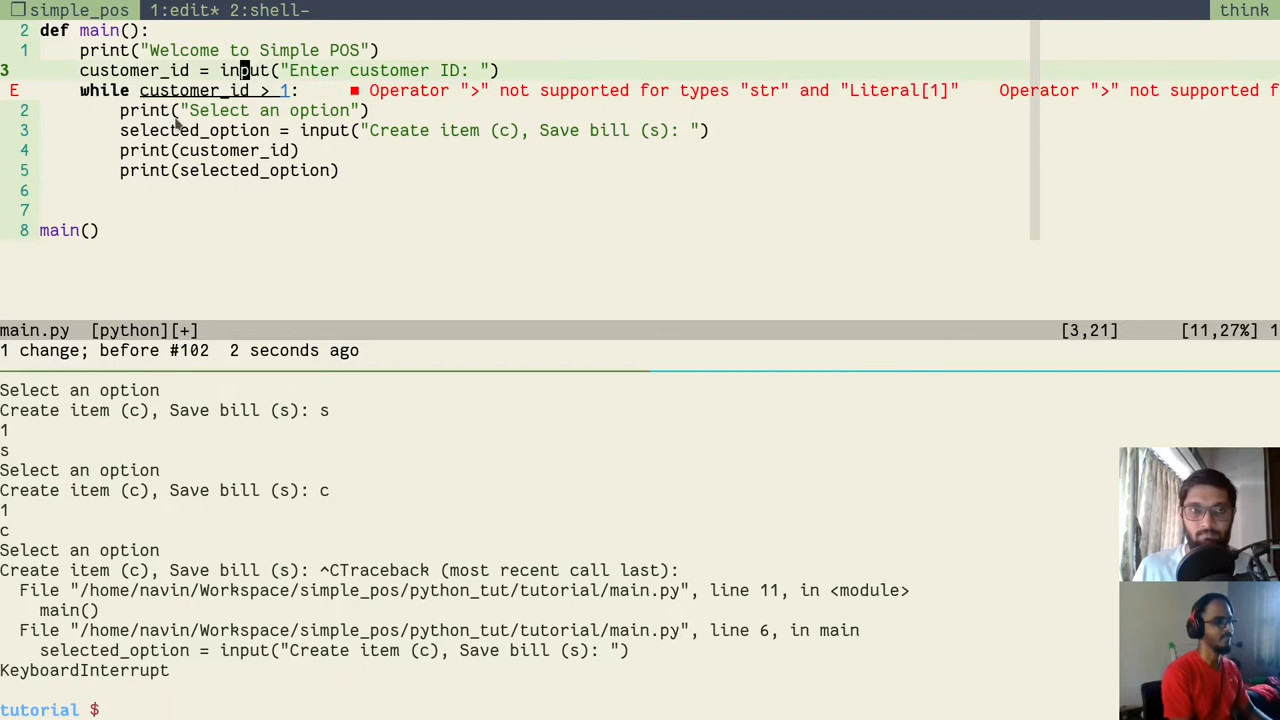 simple_pos 1:edit* 2:shell- think
2 def main():
1 print("Welcome to Simple POS")
3 customer_id = input("Enter customer ID: ")
E while customer_id > 1: ■ Operator ">" not supported for types "str" and "Literal[1]" Operator ">" not supported f
2 print("Select an option")
3 selected_option = input("Create item (c), Save bill (s): ")
4 print(customer_id)
5 print(selected_option)
6
7
8 main()
main.py [python][+] [3,21] [11,27%] 1
1 change; before #102 2 seconds ago
Select an option
Create item (c), Save bill (s): s
1
s
Select an option
Create item (c), Save bill (s): c
1
c
Select an option
Create item (c), Save bill (s): ^CTraceback (most recent call last):
File "/home/navin/Workspace/simple_pos/python_tut/tutorial/main.py", line 11, in <module>
main()
File "/home/navin/Workspace/simple_pos/python_tut/tutorial/main.py", line 6, in main
selected_option = input("Create item (c), Save bill (s): ")
KeyboardInterrupt
tutorial $